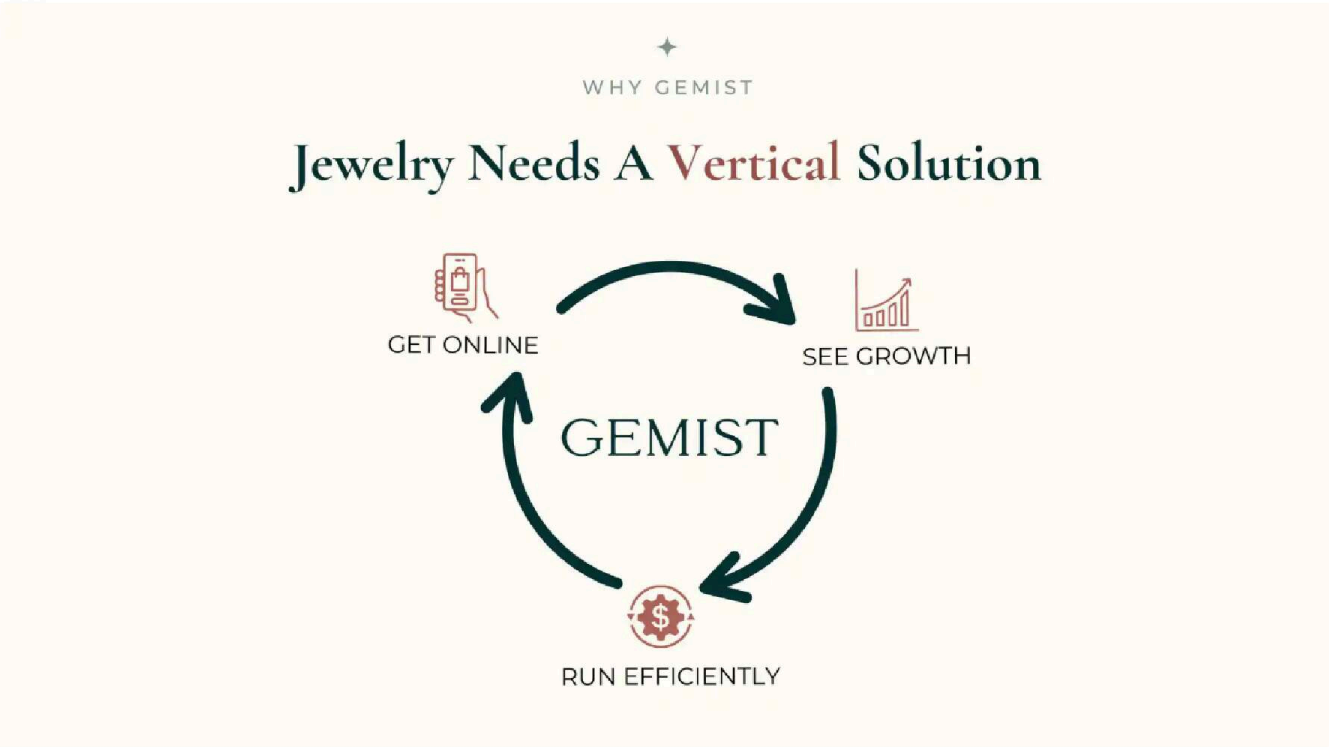 WHY GEMIST
Jewelry Needs A Vertical Solution
GET ONLINE
SEE GROWTH
GEMIST
$
RUN EFFICIENTLY